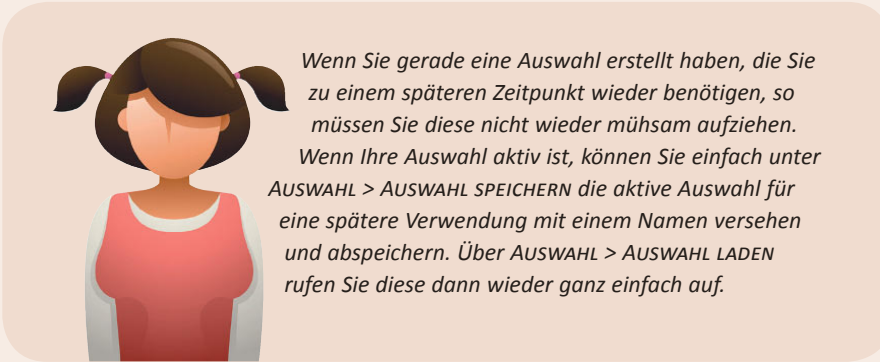 Wenn Sie gerade eine Auswahl erstellt haben, die Sie
zu einem späteren Zeitpunkt wieder benötigen, so
müssen Sie diese nicht wieder mühsam aufziehen.
Wenn Ihre Auswahl aktiv ist, können Sie einfach unter
AUSWAHL > AUSWAHL SPEICHERN die aktive Auswahl für
eine spätere Verwendung mit einem Namen versehen
und abspeichern. Über AUSWAHL > AUSWAHL LADEN
rufen Sie diese dann wieder ganz einfach auf.